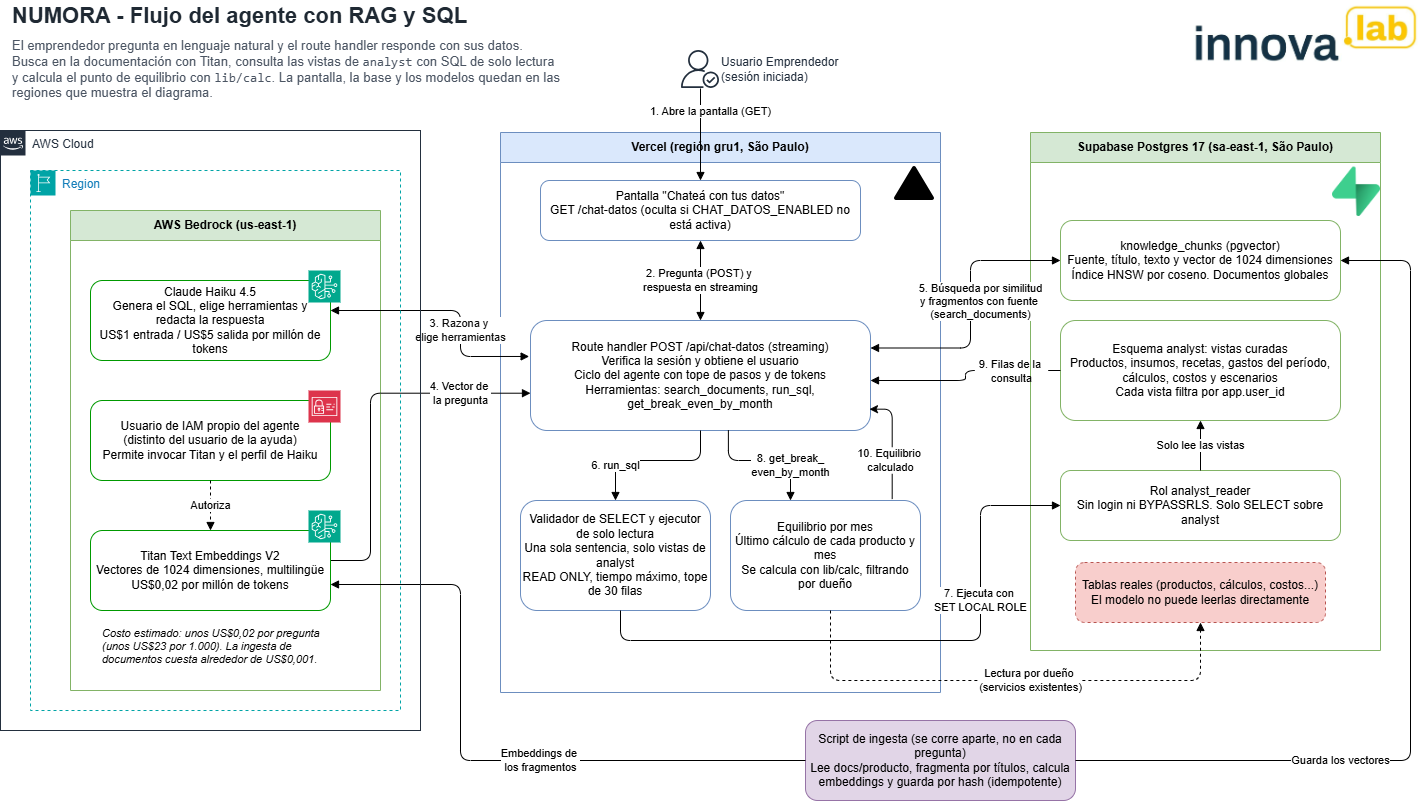 NUMORA - Flujo del agente con RAG y SQL
El emprendedor pregunta en lenguaje natural y el route handler responde con sus datos.
Busca en la documentación con Titan, consulta las vistas de analyst con SQL de solo lectura
y calcula el punto de equilibrio con lib/calc. La pantalla, la base y los modelos quedan en las
regiones que muestra el diagrama.
innova.lab
Usuario Emprendedor
(sesión iniciada)
1. Abre la pantalla (GET)
aws
AWS Cloud
Region
AWS Bedrock (us-east-1)
Claude Haiku 4.5
Genera el SQL, elige herramientas y
redacta la respuesta
US$1 entrada / US$5 salida por millón de
tokens
Usuario de IAM propio del agente
(distinto del usuario de la ayuda)
Permite invocar Titan y el perfil de Haiku
Autoriza
Titan Text Embeddings V2
Vectores de 1024 dimensiones, multilingüe
US$0,02 por millón de tokens
Costo estimado: unos US$0,02 por pregunta
(unos US$23 por 1.000). La ingesta de
documentos cuesta alrededor de US$0,001.
3. Razona y
elige herramientas
4. Vector de
la pregunta
Vercel (región gru1, São Paulo)
Pantalla "Chateá con tus datos"
GET /chat-datos (oculta si CHAT_DATOS_ENABLED no
está activa)
2. Pregunta (POST) y
respuesta en streaming
Route handler POST /api/chat-datos (streaming)
Verifica la sesión y obtiene el usuario
Ciclo del agente con tope de pasos y de tokens
Herramientas: search_documents, run_sql,
get_break_even_by_month
6. run_sql
8. get_break_
even_by_month
10. Equilibrio
calculado
Validador de SELECT y ejecutor
de solo lectura
Una sola sentencia, solo vistas de
analyst
READ ONLY, tiempo máximo, tope
de 30 filas
Equilibrio por mes
Último cálculo de cada producto y
mes
Se calcula con lib/calc, filtrando
por dueño
5. Búsqueda por similitud
y fragmentos con fuente
(search_documents)
9. Filas de la
consulta
7. Ejecuta con
SET LOCAL ROLE
Lectura por dueño
(servicios existentes)
Supabase Postgres 17 (sa-east-1, São Paulo)
knowledge_chunks (pgvector)
Fuente, título, texto y vector de 1024 dimensiones
Índice HNSW por coseno. Documentos globales
Esquema analyst: vistas curadas
Productos, insumos, recetas, gastos del período,
cálculos, costos y escenarios
Cada vista filtra por app.user_id
Solo lee las vistas
Rol analyst_reader
Sin login ni BYPASSRLS. Solo SELECT sobre
analyst
Tablas reales (productos, cálculos, costos...)
El modelo no puede leerlas directamente
Embeddings de
los fragmentos
Script de ingesta (se corre aparte, no en cada
pregunta)
Lee docs/producto, fragmenta por títulos, calcula
embeddings y guarda por hash (idempotente)
Guarda los vectores